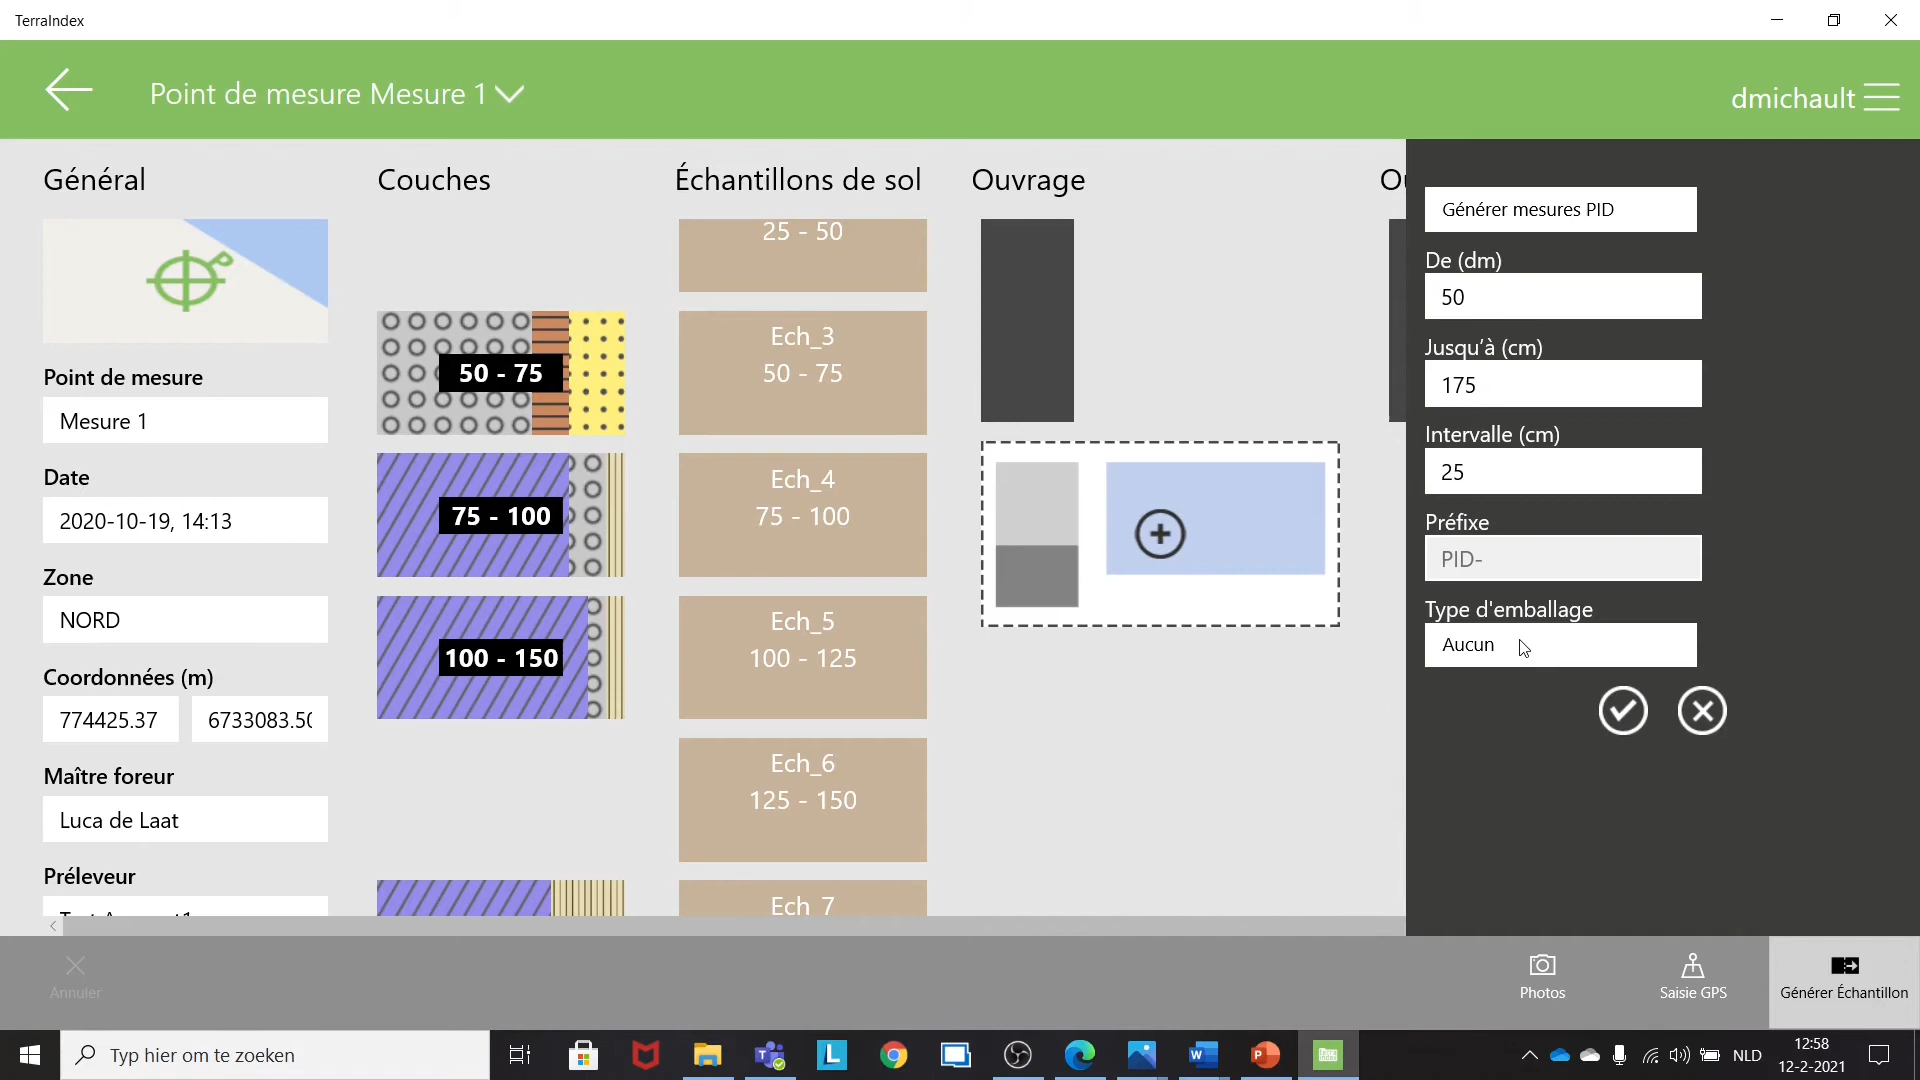 TerraIndex
Point de mesure Mesure 1
dmichault
Général
Point de mesure
Mesure 1
Date
2020-10-19, 14:13
Zone
NORD
Coordonnées (m)
774425.37
6733083.50
Maître foreur
Luca de Laat
Préleveur
Couches
50 - 75
75 - 100
100 - 150
Échantillons de sol
25 - 50
Ech_3
50 - 75
Ech_4
75 - 100
Ech_5
100 - 125
Ech_6
125 - 150
Ech_7
Ouvrage
Générer mesures PID
De (dm)
50
Jusqu'à (cm)
175
Intervalle (cm)
25
Préfixe
PID-
Type d'emballage
Aucun
Annuler
Photos
Saisie GPS
Générer Échantillon
Typ hier om te zoeken
NLD
12:58
12-2-2021